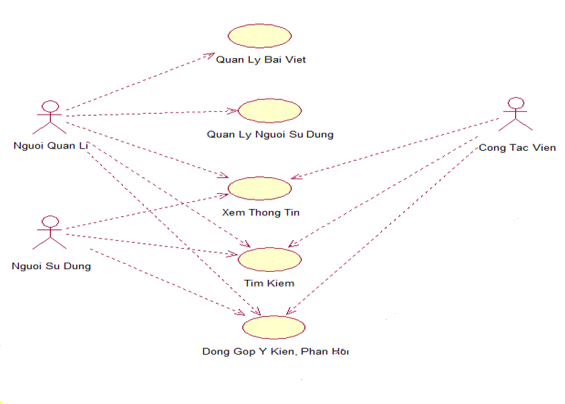 Quan Ly Bai Viet
Quan Ly Nguoi Su Dung
Nguoi Quan Li
Cong Tac Vien
Xem Thong Tin
Nguoi Su Dung
Tim Kiem
Dong Gop Y Kien, Phan Hoi